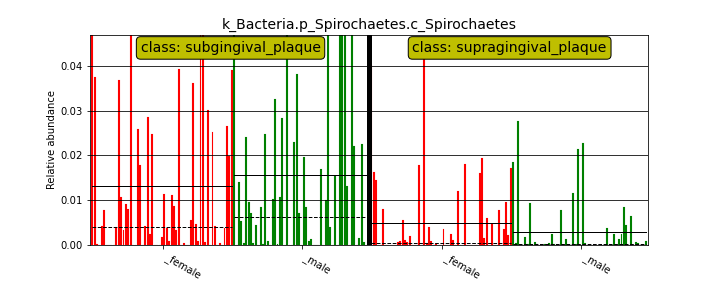 k_Bacteria.p_Spirochaetes.c_Spirochaetes
class: subgingival_plaque
class: supragingival_plaque
Relative abundance
0.04
0.03
0.02
0.01
0.00
_female
_male
_female
_male